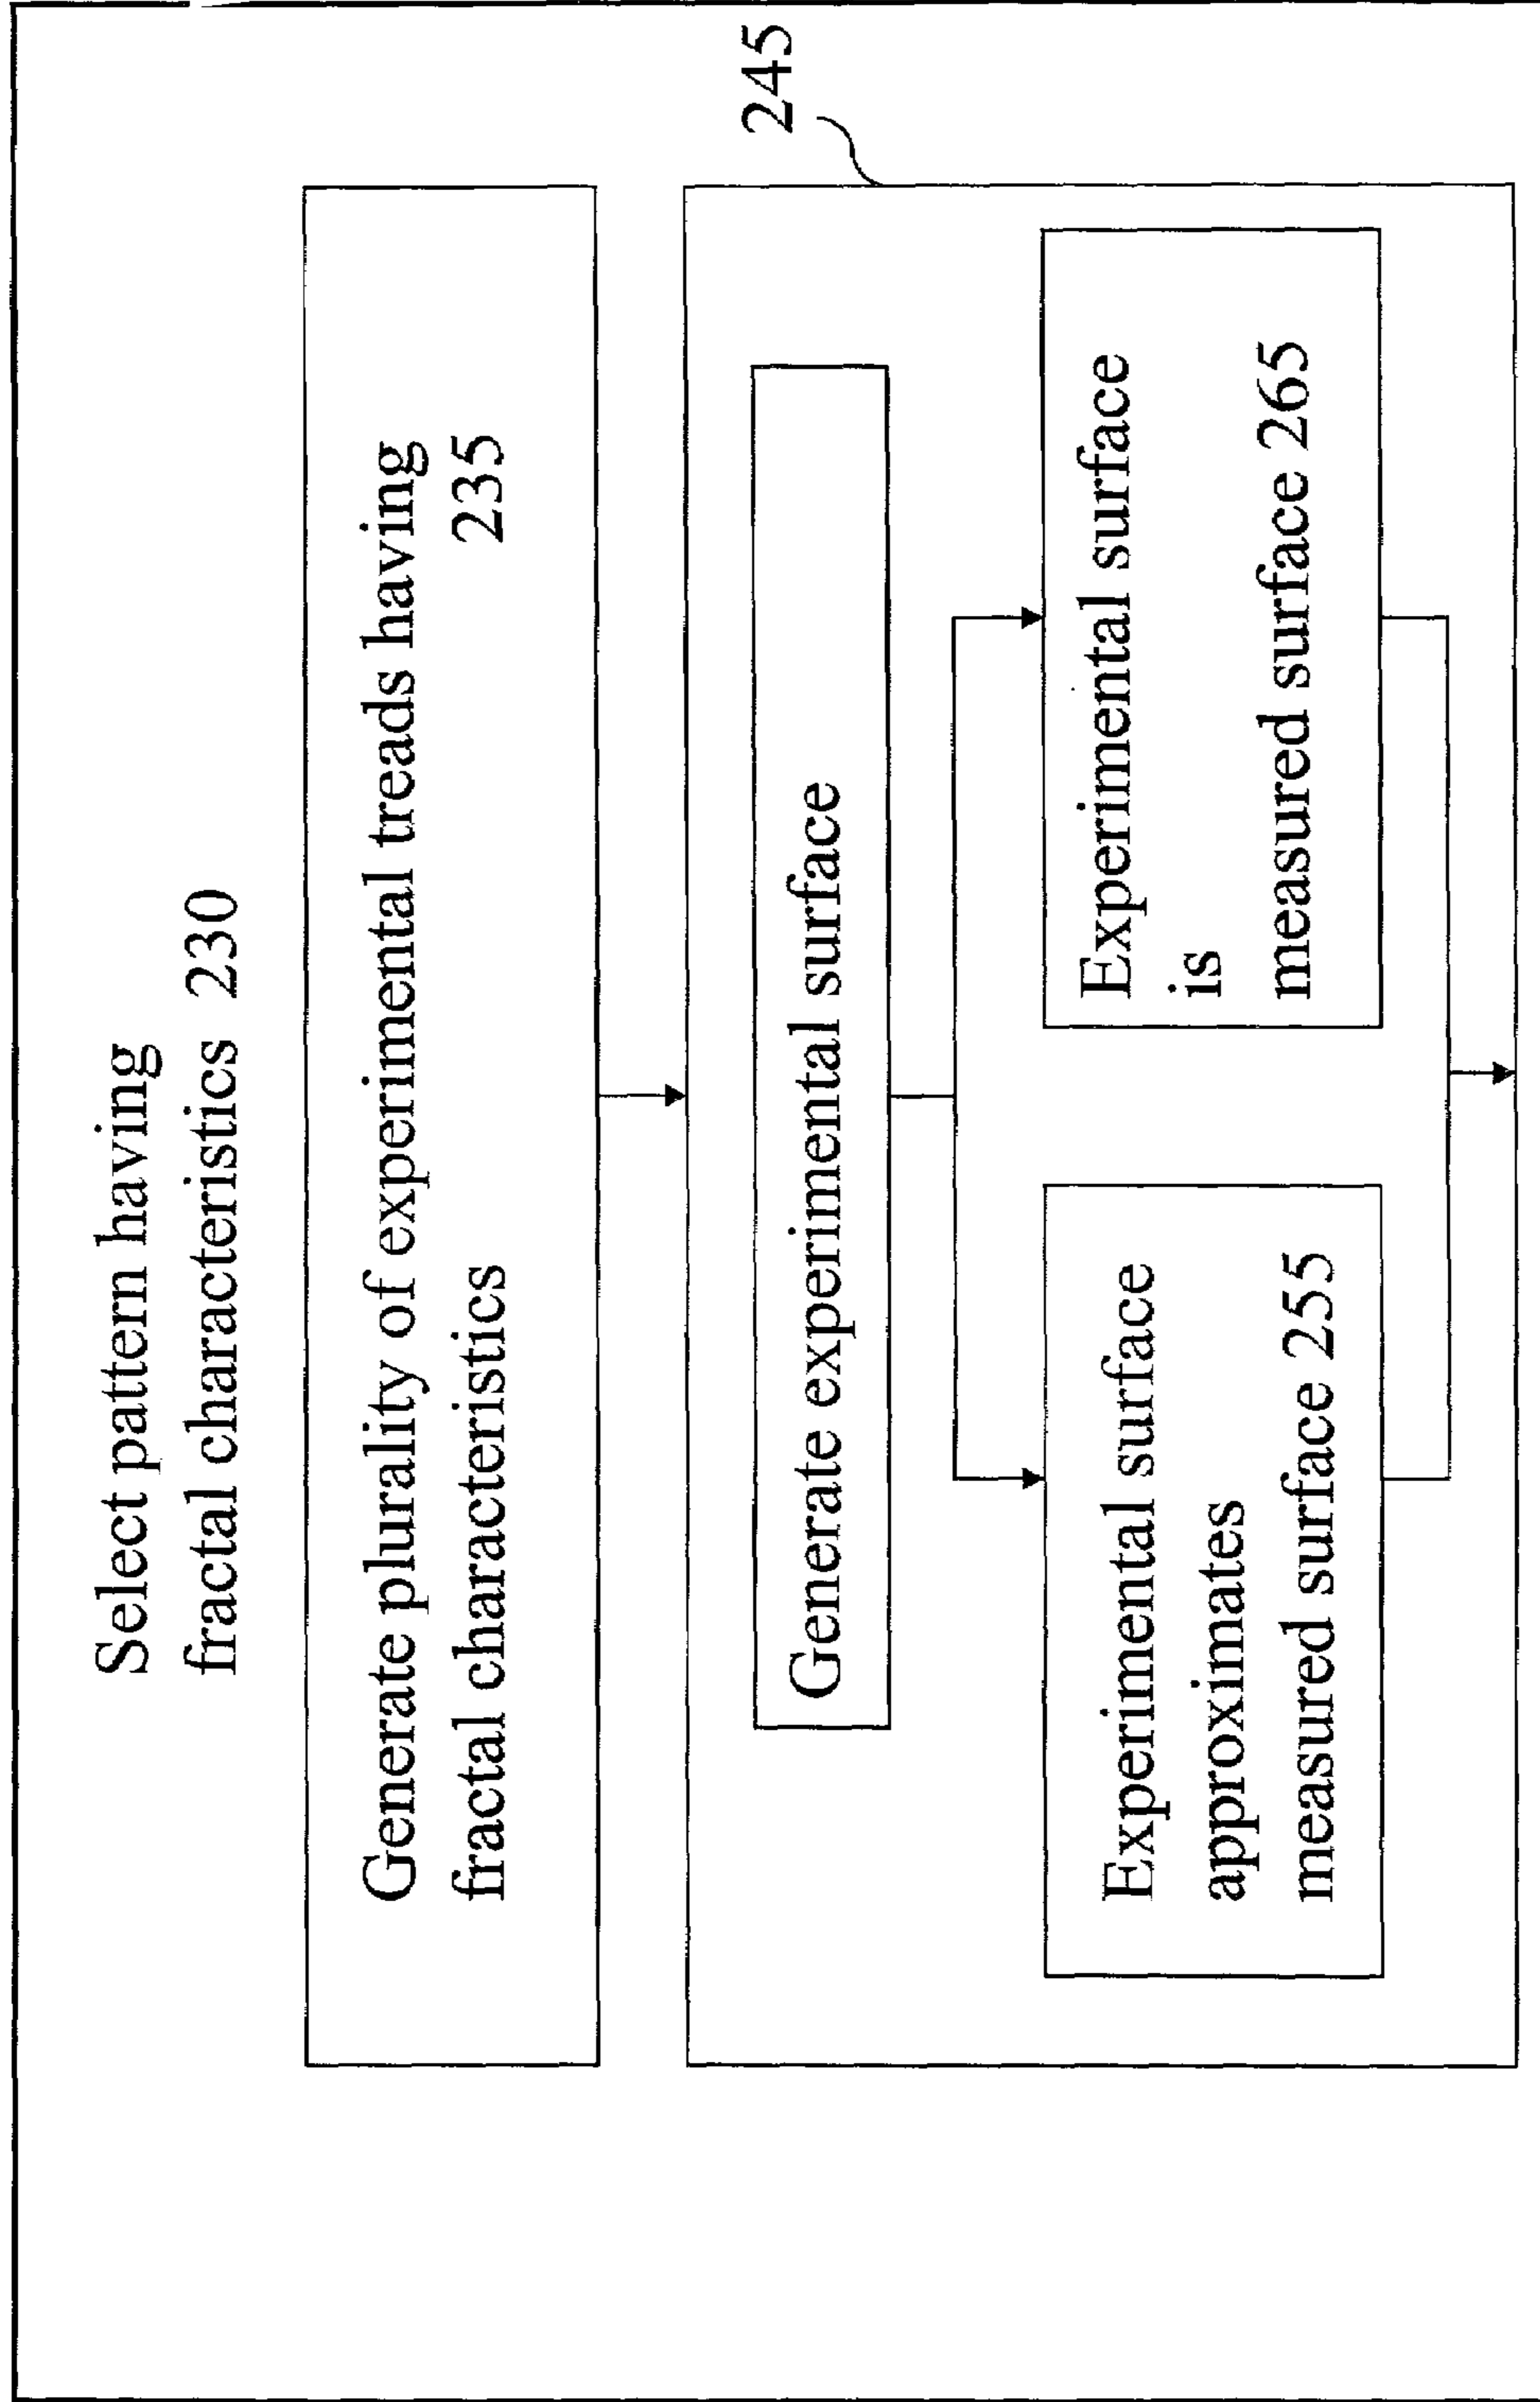 Select pattern having
fractal characteristics 230
Generate plurality of experimental treads having
fractal characteristics 235
245
Generate experimental surface
Experimental surface
approximates
measured surface 255
Experimental surface
is
measured surface 265